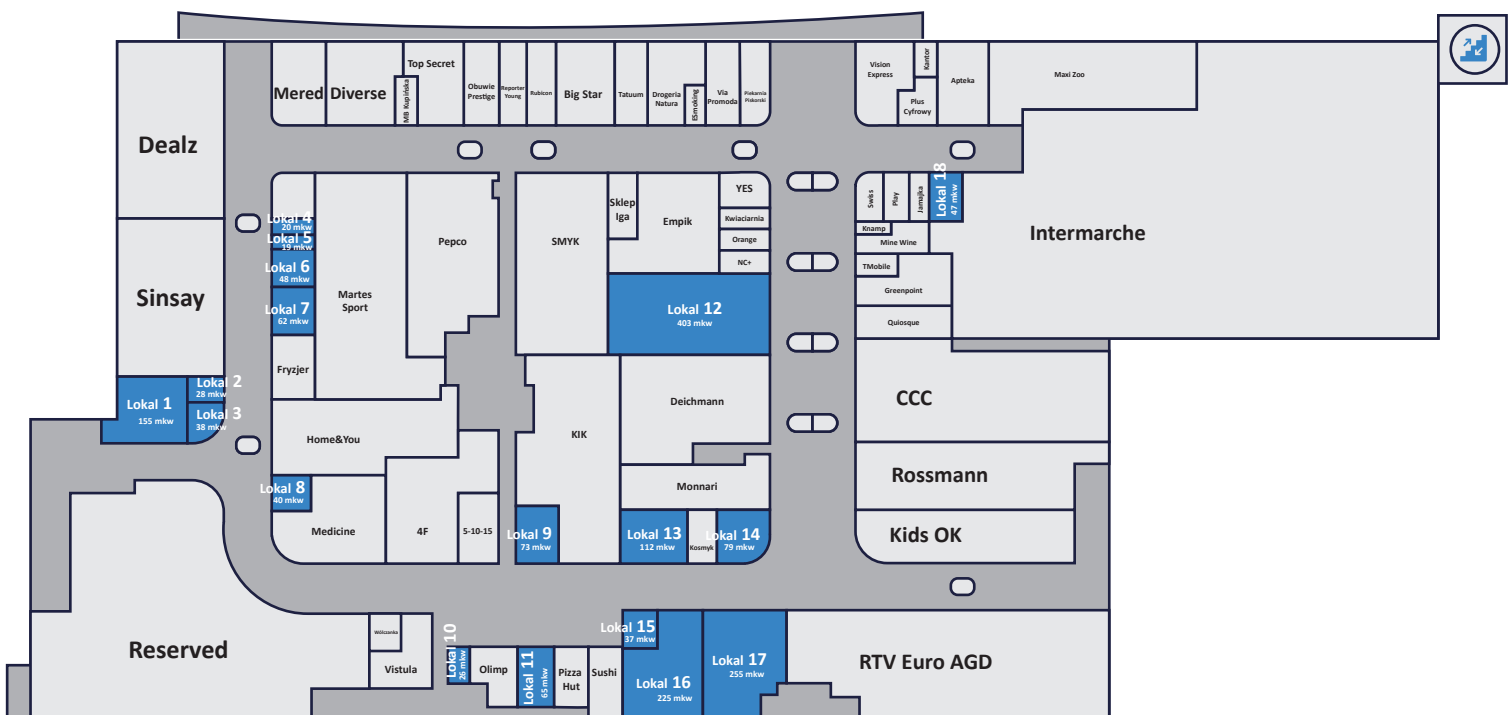 Mered
Diverse
MB Kupińska
Top Secret
Obuwie
Prestige
Reporter
Young
Rubicon
Big Star
Tatuum
Drogeria
Natura
ESmoking
Via
Promoda
Piekarnia
Piskorski
Vision
Express
Kantor
Plus
Cyfrowy
Apteka
Maxi Zoo
Dealz
Sinsay
Lokal 1
155 mkw
Lokal 2
28 mkw
Lokal 3
38 mkw
Lokal 4
20 mkw
Lokal 5
19 mkw
Lokal 6
48 mkw
Lokal 7
62 mkw
Fryzjer
Martes
Sport
Pepco
Home&You
Lokal 8
40 mkw
Medicine
4F
5-10-15
SMYK
Sklep
Iga
Empik
YES
Kwiaciarnia
Orange
NC+
Lokal 12
403 mkw
KIK
Deichmann
Monnari
Lokal 9
73 mkw
Lokal 13
112 mkw
Kosmyk
Lokal 14
79 mkw
Swiss
Play
Jamajka
Lokal 18
47 mkw
Knamp
Mine Wine
TMobile
Greenpoint
Quiosque
Intermarche
CCC
Rossmann
Kids OK
Reserved
Wólczanka
Vistula
Lokal 10
26 mkw
Olimp
Lokal 11
65 mkw
Pizza
Hut
Sushi
Lokal 15
37 mkw
Lokal 16
225 mkw
Lokal 17
255 mkw
RTV Euro AGD